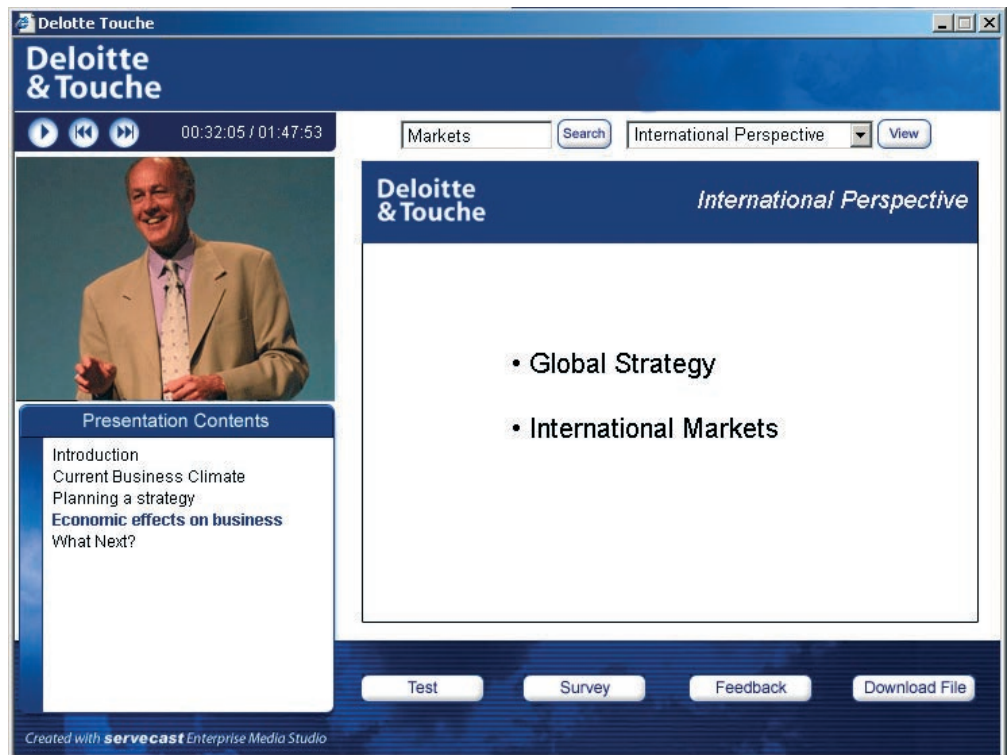 Delotte Touche
Deloitte
& Touche
00:32:05 / 01:47:53
Markets
Search
International Perspective
View
Deloitte
& Touche
International Perspective
• Global Strategy
• International Markets
Presentation Contents
Introduction
Current Business Climate
Planning a strategy
Economic effects on business
What Next?
Test
Survey
Feedback
Download File
Created with servecast Enterprise Media Studio